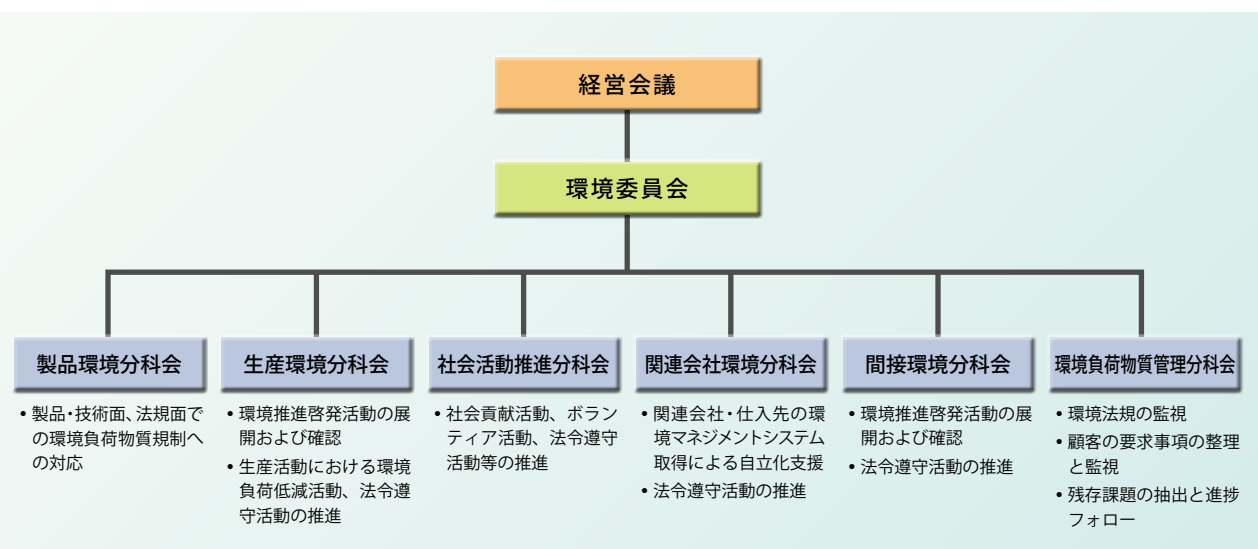 経営会議
環境委員会
製品環境分科会
・製品・技術面、法規面で
の環境負荷物質規制へ
の対応
生産環境分科会
・環境推進啓発活動の展
開および確認
・生産活動における環境
負荷低減活動、法令遵
守活動の推進
社会活動推進分科会
・社会貢献活動、ボラン
ティア活動、法令遵守
活動等の推進
関連会社環境分科会
・関連会社・仕入先の環
境マネジメントシステム
取得による自立化支援
・法令遵守活動の推進
間接環境分科会
・環境推進啓発活動の展
開および確認
・法令遵守活動の推進
環境負荷物質管理分科会
・環境法規の監視
・顧客の要求事項の整理
と監視
・残存課題の抽出と進捗
フォロー